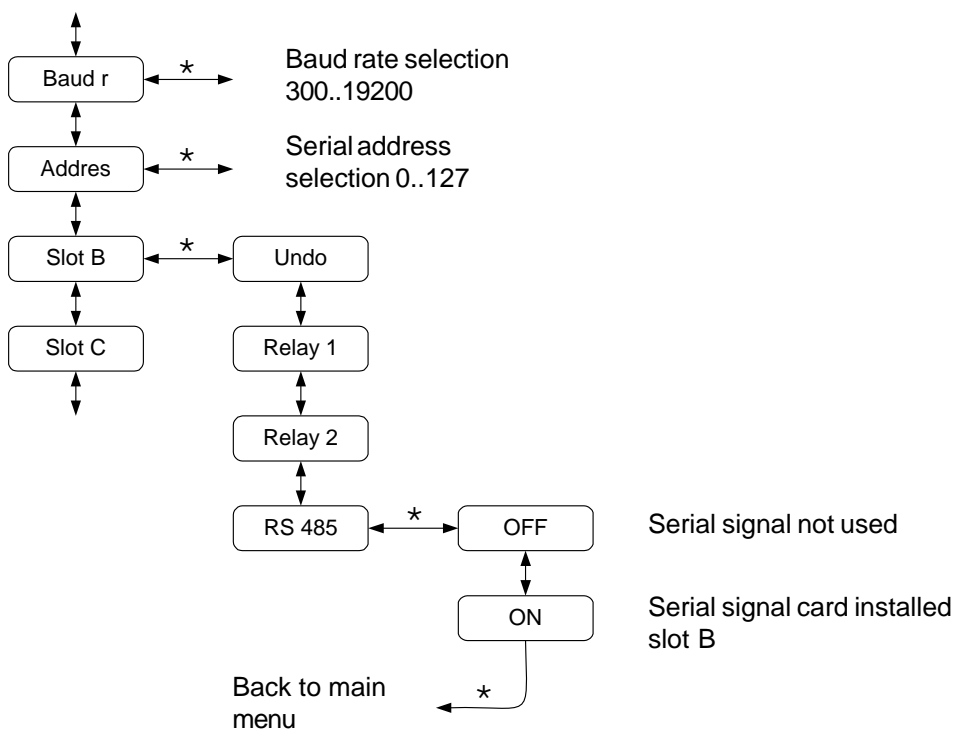 Baud r
*
Baud rate selection
300..19200
Addres
*
Serial address
selection 0..127
Slot B
*
Undo
Slot C
Relay 1
Relay 2
RS 485
*
OFF
Serial signal not used
ON
Serial signal card installed
slot B
Back to main
menu
*